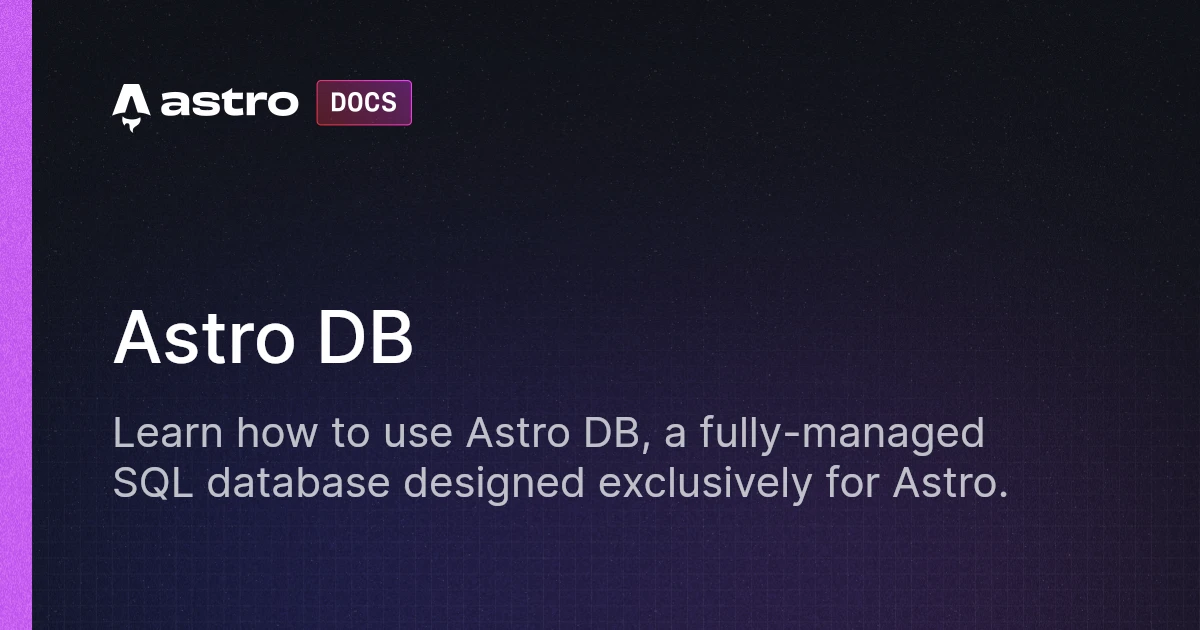 astro DOCS
Astro DB
Learn how to use Astro DB, a fully-managed
SQL database designed exclusively for Astro.